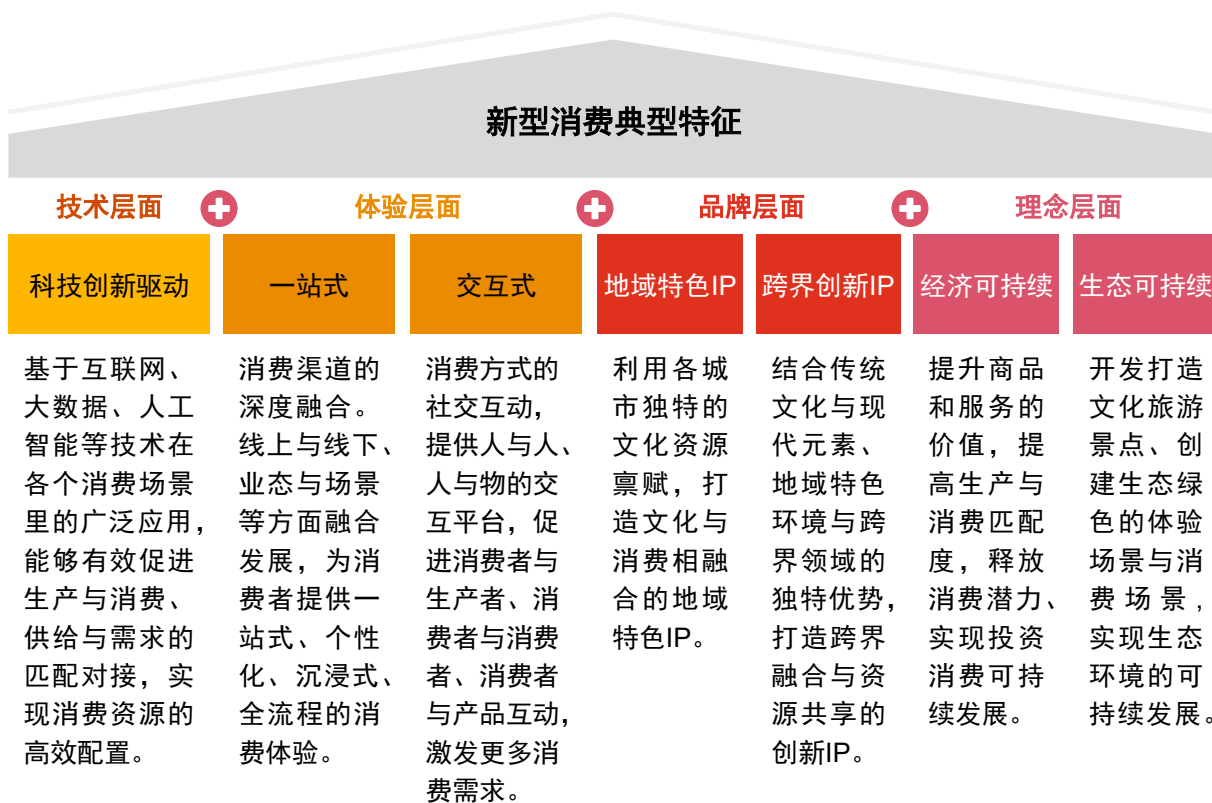 新型消费典型特征
技术层面
体验层面
品牌层面
理念层面
科技创新驱动
一站式
交互式
地域特色IP
跨界创新IP
经济可持续
生态可持续
基于互联网、
大数据、人工
智能等技术在
各个消费场景
里的广泛应用，
能够有效促进
生产与消费、
供给与需求的
匹配对接，实
现消费资源的
高效配置。
消费渠道的
深度融合。
线上与线下、
业态与场景
等方面融合
发展，为消
费者提供一
站式、个性
化、沉浸式、
全流程的消
费体验。
消费方式的
社交互动，
提供人与人、
人与物的交
互平台，促
进消费者与
生产者、消
费者与消费
者、消费者
与产品互动，
激发更多消
费需求。
利用各城
市独特的
文化资源
禀赋，打
造文化与
消费相融
合的地域
特色IP。
结合传统
文化与现
代元素、
地域特色
环境与跨
界领域的
独特优势，
打造跨界
融合与资
源共享的
创新IP。
提升商品
和服务的
价值，提
高生产与
消费匹配
度，释放
消费潜力、
实现投资
消费可持
续发展。
开发打造
文化旅游
景点、创
建生态绿
色的体验
场景与消
费场景，
实现生态
环境的可
持续发展。